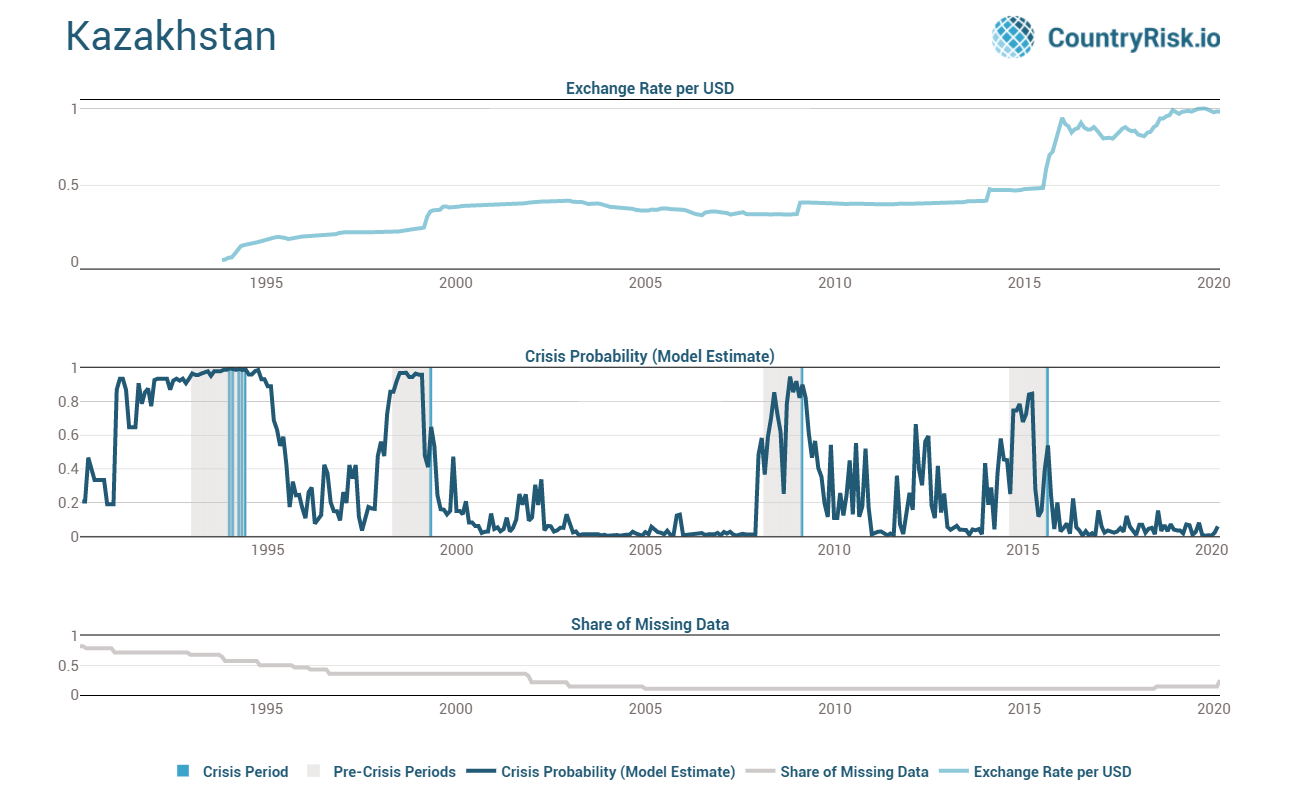 Kazakhstan
CountryRisk.io
Exchange Rate per USD
1
0.5
0
1995 2000 2005 2010 2015 2020
Crisis Probability (Model Estimate)
1
0.8
0.6
0.4
0.2
0
1995 2000 2005 2010 2015 2020
Share of Missing Data
1
0.5
0
1995 2000 2005 2010 2015 2020
Crisis Period Pre-Crisis Periods Crisis Probability (Model Estimate) Share of Missing Data Exchange Rate per USD